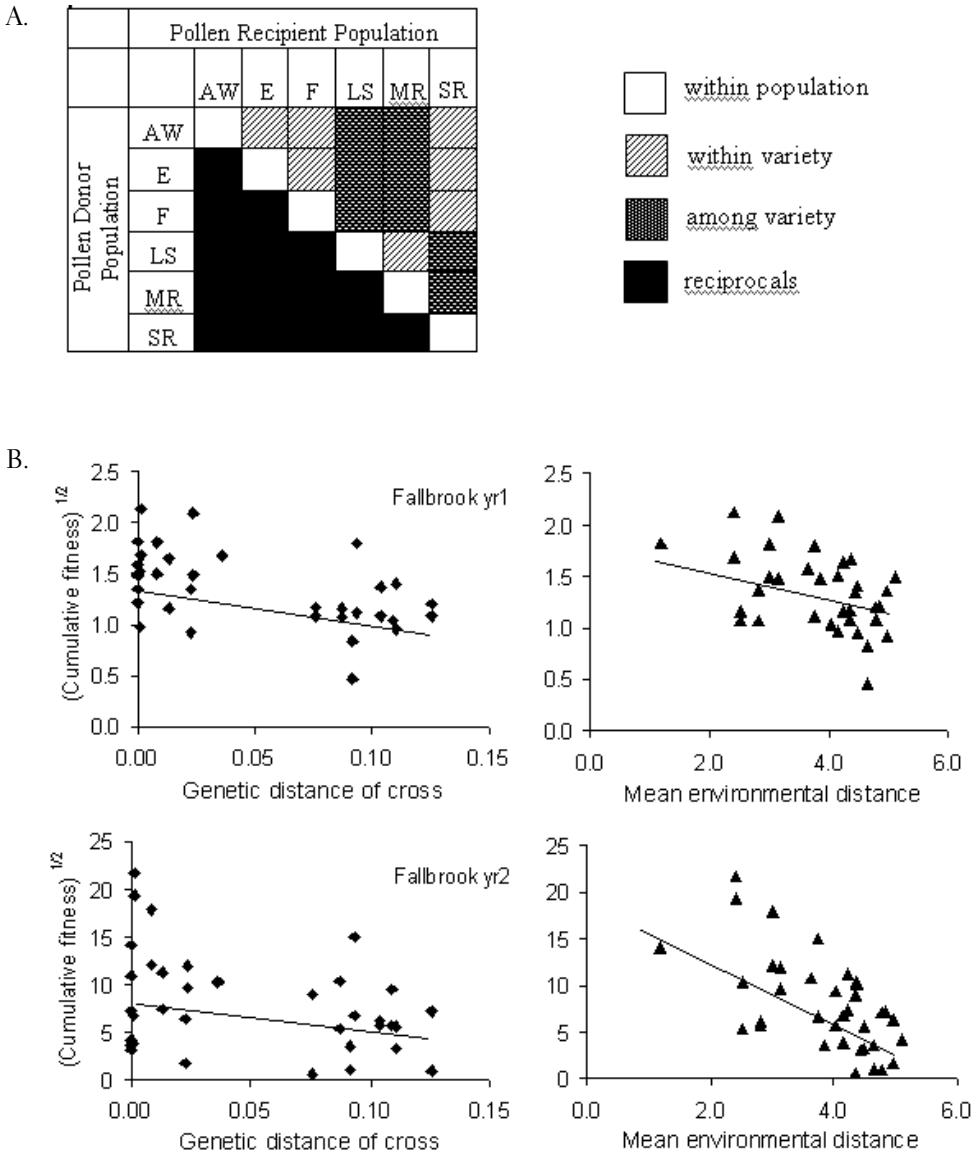 A.
Pollen Recipient Population
AW E F LS MR SR
Pollen Donor
Population
AW
E
F
LS
MR
SR
within population
within variety
among variety
reciprocals
B.
(Cumulative fitness) 1/2
2.5
2.0
1.5
1.0
0.5
0.0
Fallbrook yr1
0.00 0.05 0.10 0.15
Genetic distance of cross
2.5
2.0
1.5
1.0
0.5
0.0
0.0 2.0 4.0 6.0
Mean environmental distance
(Cumulative fitness) 1/2
25
20
15
10
5
0
Fallbrook yr2
0.00 0.05 0.10 0.15
Genetic distance of cross
25
20
15
10
5
0
0.0 2.0 4.0 6.0
Mean environmental distance